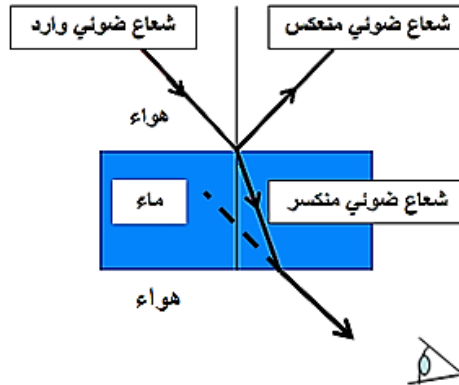 شعاع ضوئي منعكس
شعاع ضوئي وارد
هواء
شعاع ضوئي منكسر
ماء
هواء